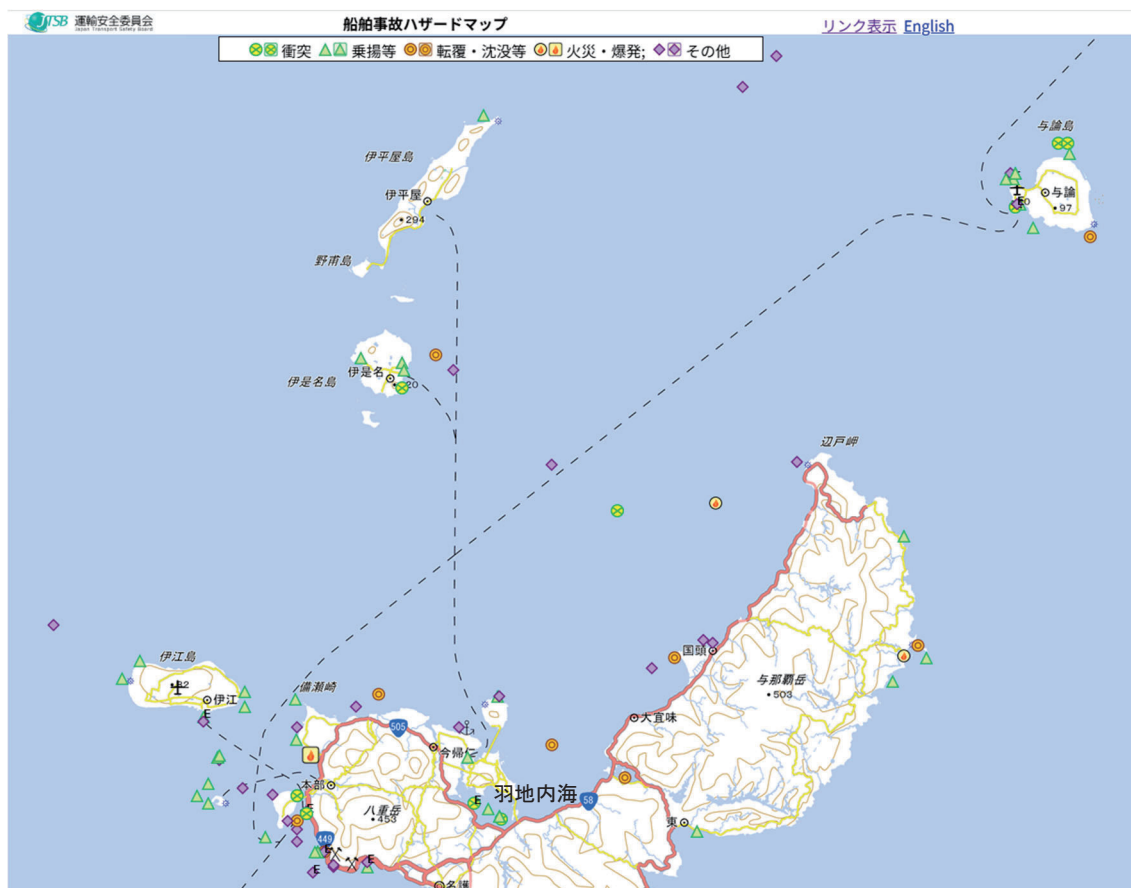 JTSB 運輸安全委員会
Japan Transport Safety Board
船舶事故ハザードマップ
リンク表示 English
衝突 乗揚等 転覆・沈没等 火災・爆発; その他
与論島
伊平屋島
伊平屋
与論
97
294
野甫島
伊是名
伊是名島
辺戸岬
伊江島
伊江
備瀬崎
国頭
与那覇岳
503
505
今帰仁
大宜味
本部
羽地内海
58
八重岳
453
東
449
名護
E
E
E
E
E
E
E